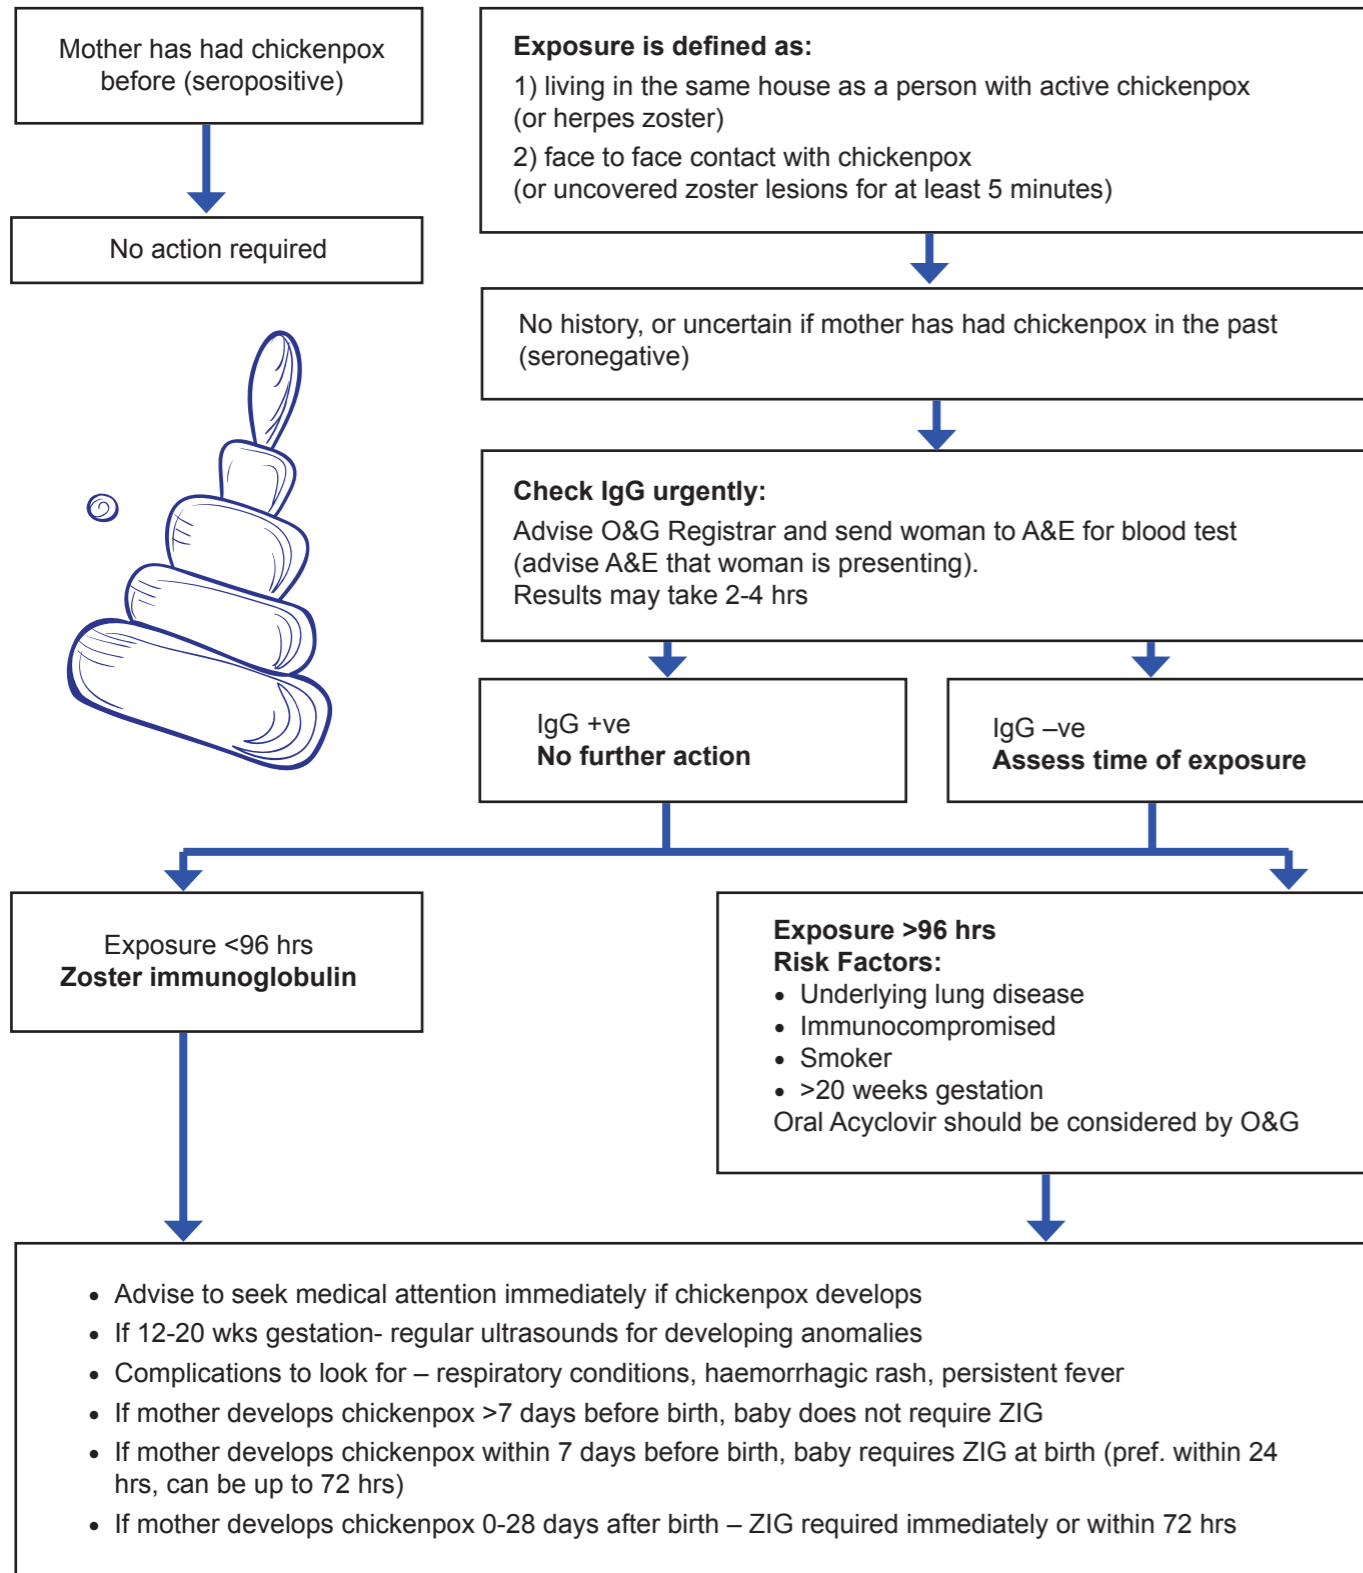 Mother has had chickenpox
before (seropositive)
No action required
Exposure is defined as:
1) living in the same house as a person with active chickenpox
(or herpes zoster)
2) face to face contact with chickenpox
(or uncovered zoster lesions for at least 5 minutes)
No history, or uncertain if mother has had chickenpox in the past
(seronegative)
Check IgG urgently:
Advise O&G Registrar and send woman to A&E for blood test
(advise A&E that woman is presenting).
Results may take 2-4 hrs
IgG +ve
No further action
IgG –ve
Assess time of exposure
Exposure <96 hrs
Zoster immunoglobulin
Exposure >96 hrs
Risk Factors:
• Underlying lung disease
• Immunocompromised
• Smoker
• >20 weeks gestation
Oral Acyclovir should be considered by O&G
• Advise to seek medical attention immediately if chickenpox develops
• If 12-20 wks gestation- regular ultrasounds for developing anomalies
• Complications to look for – respiratory conditions, haemorrhagic rash, persistent fever
• If mother develops chickenpox >7 days before birth, baby does not require ZIG
• If mother develops chickenpox within 7 days before birth, baby requires ZIG at birth (pref. within 24
hrs, can be up to 72 hrs)
• If mother develops chickenpox 0-28 days after birth – ZIG required immediately or within 72 hrs